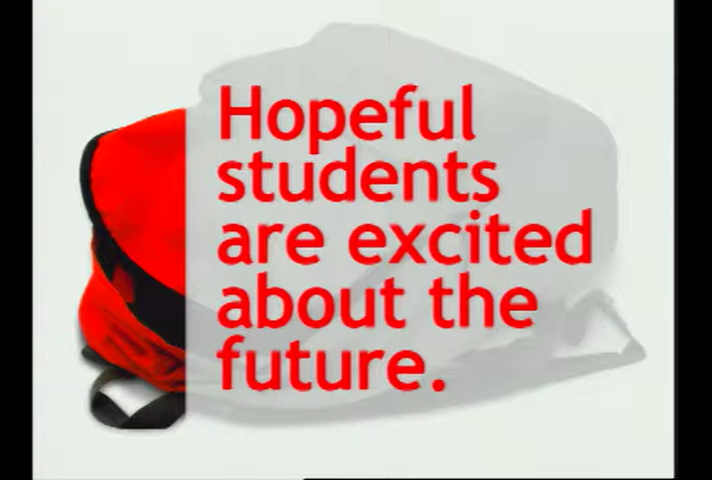 Hopeful
students
are excited
about the
future.